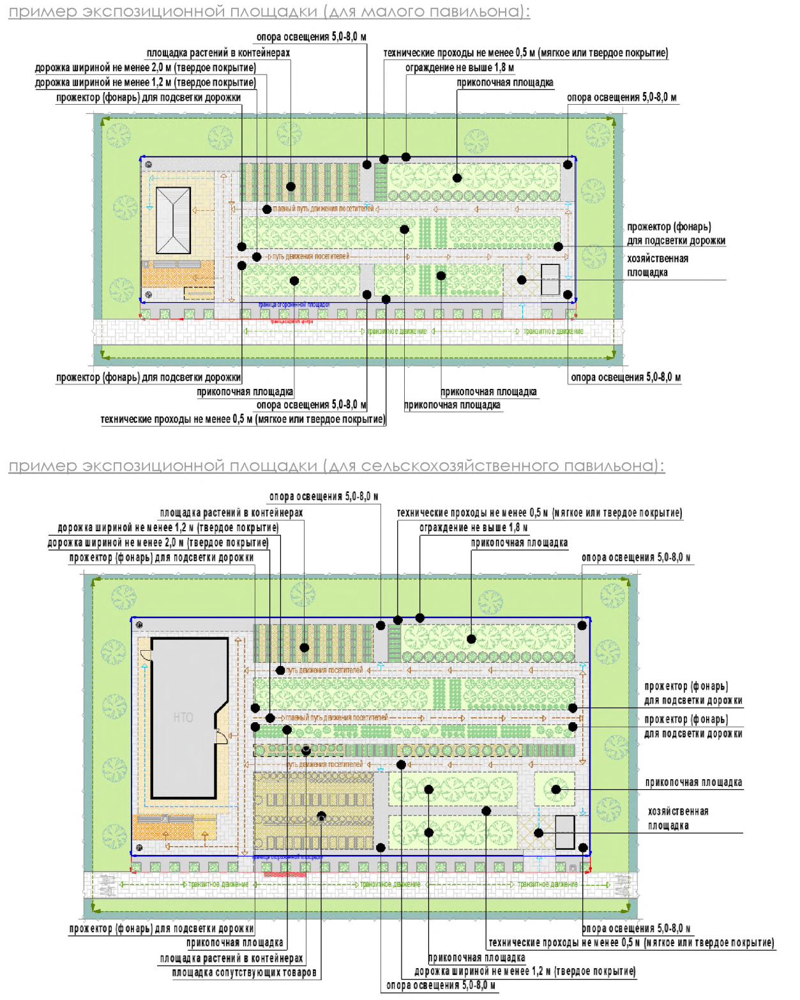 пример экспозиционной площадки (для малого павильона):
опора освещения 5,0-8,0 м
площадка растений в контейнерах
технические проходы не менее 0,5 м (мягкое или твердое покрытие)
дорожка шириной не менее 2,0 м (твердое покрытие)
ограждение не выше 1,8 м
дорожка шириной не менее 1,2 м (твердое покрытие)
прикопочная площадка
прожектор (фонарь) для подсветки дорожки
опора освещения 5,0-8,0 м
главный путь движения посетителей
прожектор (фонарь)
для подсветки дорожки
путь движения посетителей
хозяйственная
площадка
граница огороженной площадки
граница садового центра
транзитное движение
транзитное движение
прожектор (фонарь) для подсветки дорожки
опора освещения 5,0-8,0 м
прикопочная площадка
прикопочная площадка
опора освещения 5,0-8,0 м
прикопочная площадка
технические проходы не менее 0,5 м (мягкое или твердое покрытие)
пример экспозиционной площадки (для сельскохозяйственного павильона):
опора освещения 5,0-8,0 м
площадка растений в контейнерах
технические проходы не менее 0,5 м (мягкое или твердое покрытие)
дорожка шириной не менее 1,2 м (твердое покрытие)
ограждение не выше 1,8 м
дорожка шириной не менее 2,0 м (твердое покрытие)
прикопочная площадка
прожектор (фонарь) для подсветки дорожки
опора освещения 5,0-8,0 м
путь движения посетителей
прожектор (фонарь)
для подсветки дорожки
НТО
главный путь движения посетителей
прожектор (фонарь)
для подсветки дорожки
путь движения посетителей
прикопочная площадка
хозяйственная
площадка
граница огороженной площадки
транзитное движение
транзитное движение
транзитное движение
прожектор (фонарь) для подсветки дорожки
опора освещения 5,0-8,0 м
прикопочная площадка
технические проходы не менее 0,5 м (мягкое или твердое покрытие)
площадка растений в контейнерах
прикопочная площадка
площадка сопутствующих товаров
дорожка шириной не менее 1,2 м (твердое покрытие)
опора освещения 5,0-8,0 м